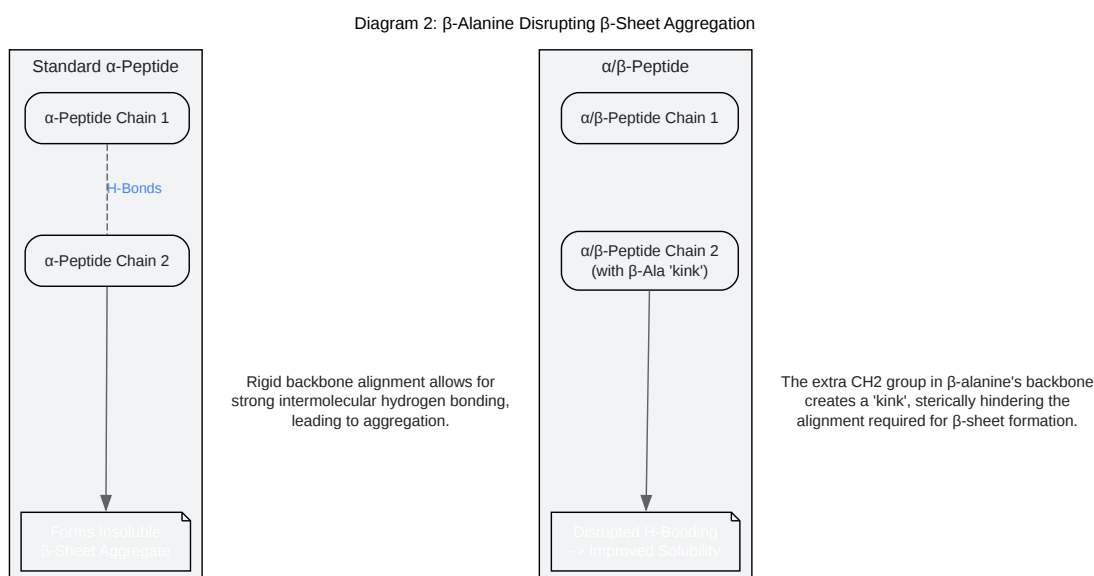 Diagram 2: β-Alanine Disrupting β-Sheet Aggregation
Standard α-Peptide
α-Peptide Chain 1
H-Bonds
α-Peptide Chain 2
Rigid backbone alignment allows for
strong intermolecular hydrogen bonding,
leading to aggregation.
Forms Insoluble
β-Sheet Aggregate
α/β-Peptide
α/β-Peptide Chain 1
α/β-Peptide Chain 2
(with β-Ala 'kink')
The extra CH2 group in β-alanine's backbone
creates a 'kink', sterically hindering the
alignment required for β-sheet formation.
Disrupted H-Bonding
-> Improved Solubility